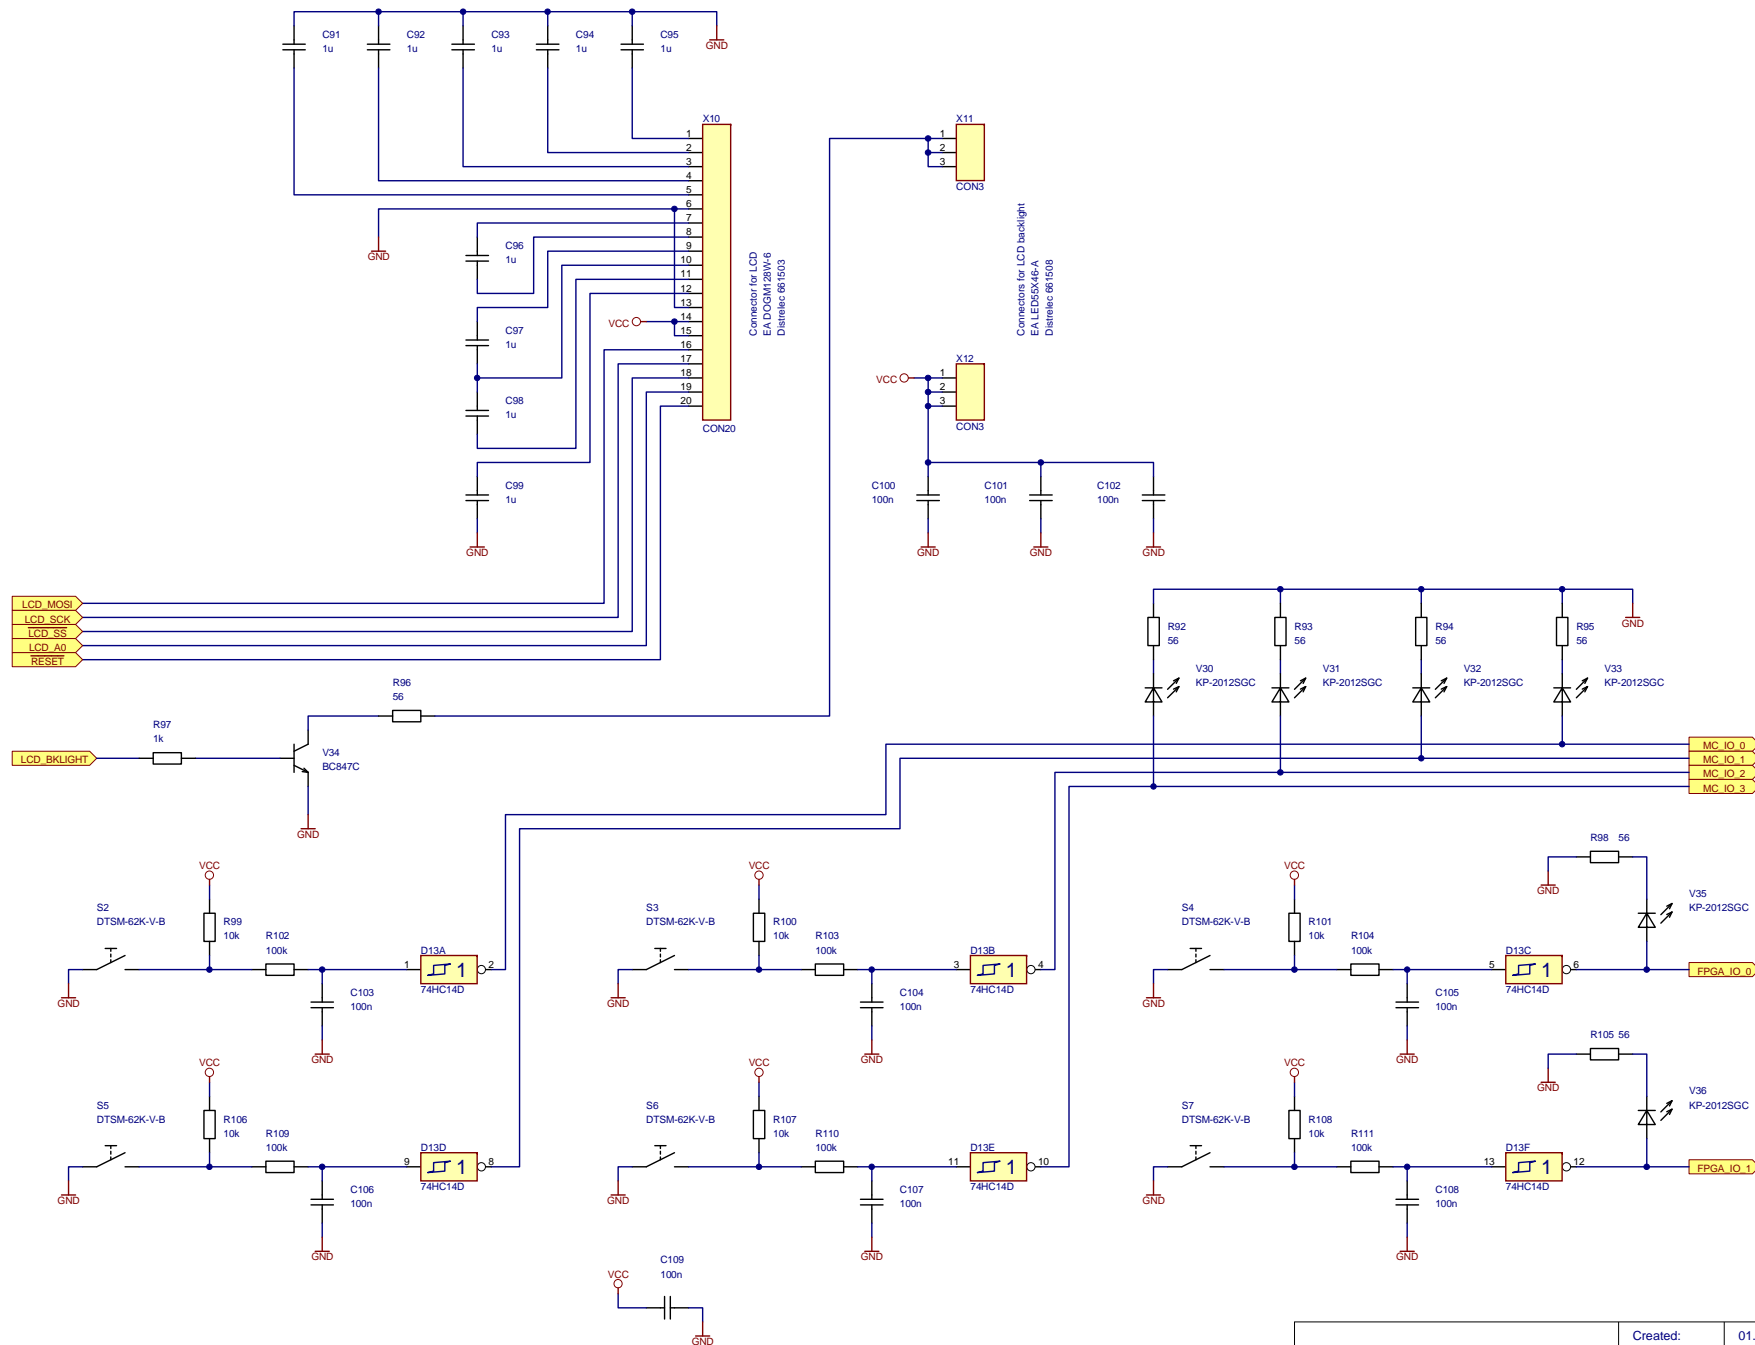 C91
1u
C92
1u
C93
1u
C94
1u
C95
1u
GND
X10
1
2
3
4
5
6
7
8
9
10
11
12
13
14
15
16
17
18
19
20
CON20
Connector for LCD
EA DOGM128W-6
Distrelec 661503
GND
C96
1u
C97
1u
VCC
C98
1u
C99
1u
GND
X11
1
2
3
CON3
Connectors for LCD backlight
EA LED55X46-A
Distrelec 661508
X12
VCC
1
2
3
CON3
C100
100n
C101
100n
C102
100n
GND
GND
GND
LCD_MOSI
LCD_SCK
LCD_SS
LCD_A0
RESET
R92
56
R93
56
R94
56
R95
56
GND
V30
KP-2012SGC
V31
KP-2012SGC
V32
KP-2012SGC
V33
KP-2012SGC
R96
56
R97
1k
LCD_BKLIGHT
V34
BC847C
GND
MC_IO_0
MC_IO_1
MC_IO_2
MC_IO_3
VCC
S2
DTSM-62K-V-B
R99
10k
R102
100k
D13A
1
1
2
74HC14D
GND
C103
100n
GND
VCC
S3
DTSM-62K-V-B
R100
10k
R103
100k
D13B
3
1
4
74HC14D
GND
C104
100n
GND
R98 56
GND
V35
KP-2012SGC
VCC
S4
DTSM-62K-V-B
R101
10k
R104
100k
D13C
5
1
6
74HC14D
FPGA_IO_0
GND
C105
100n
GND
VCC
S5
DTSM-62K-V-B
R106
10k
R109
100k
D13D
9
1
8
74HC14D
GND
C106
100n
GND
VCC
S6
DTSM-62K-V-B
R107
10k
R110
100k
D13E
11
1
10
74HC14D
GND
C107
100n
GND
R105 56
GND
V36
KP-2012SGC
VCC
S7
DTSM-62K-V-B
R108
10k
R111
100k
D13F
13
1
12
74HC14D
FPGA_IO_1
GND
C108
100n
GND
C109
100n
VCC
GND
Created:
01.